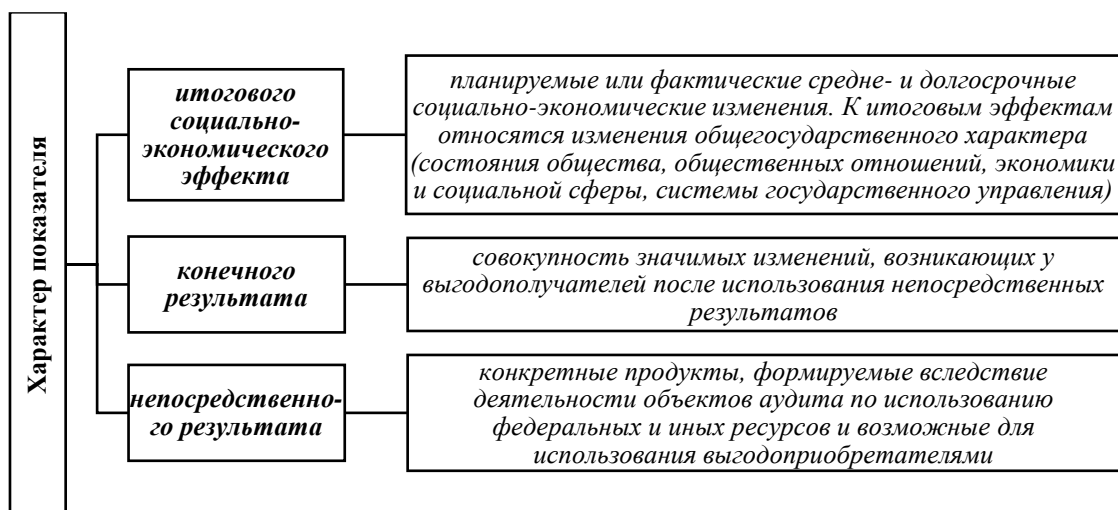 Характер показателя
итогового
социально-
экономического
эффекта
планируемые или фактические средне- и долгосрочные
социально-экономические изменения. К итоговым эффектам
относятся изменения общегосударственного характера
(состояния общества, общественных отношений, экономики
и социальной сферы, системы государственного управления)
конечного
результата
совокупность значимых изменений, возникающих у
выгодополучателей после использования непосредственных
результатов
непосредственно-
го результата
конкретные продукты, формируемые вследствие
деятельности объектов аудита по использованию
федеральных и иных ресурсов и возможные для
использования выгодоприобретателями